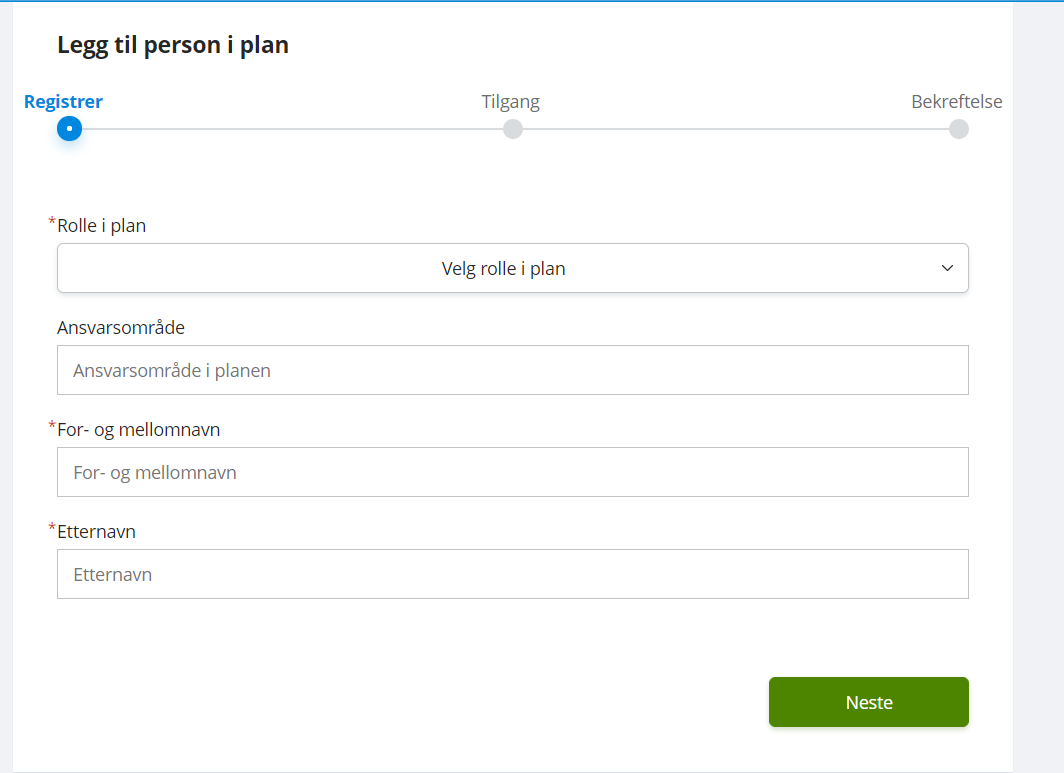 Legg til person i plan
Registrer Tilgang Bekreftelse
*Rolle i plan
Velg rolle i plan
Ansvarsområde
Ansvarsområde i planen
*For- og mellomnavn
For- og mellomnavn
*Etternavn
Etternavn
Neste